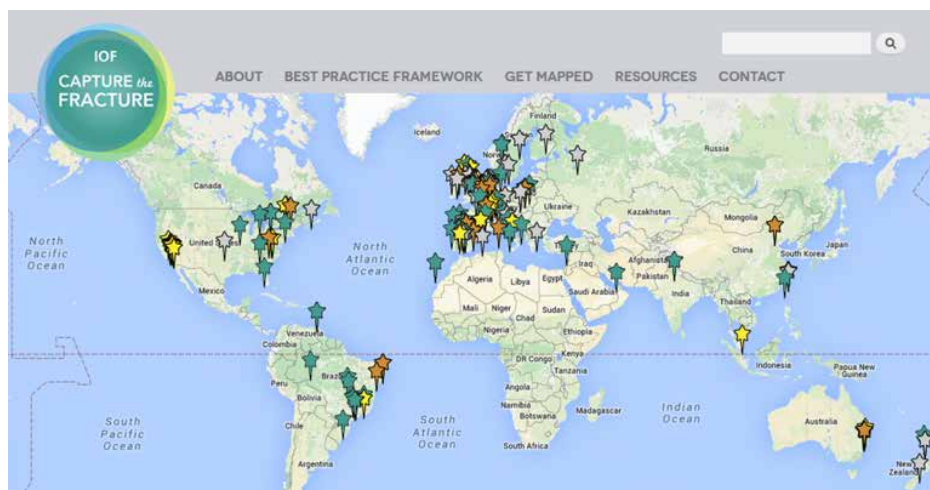 IOF
CAPTURE the
FRACTURE
ABOUT BEST PRACTICE FRAMEWORK GET MAPPED RESOURCES CONTACT
Finland
Iceland
Russia
Canada
Ukraine
Kazakhstan
Mongolia
North
Pacific
Ocean
United
North
Atlantic
Ocean
China
Japan
South Korea
Afghanistan
Iraq
Pakistan
Algeria
Libya
Egypt
Saudi Arabia
India
Mexico
Mali
Niger
Chad
Sudan
Thailand
Venezuela
Nigeria
Ethiopia
Colombia
DR Congo
Kenya
Tanzania
Indonesia
Papua New
Guinea
Peru
Bolivia
Angola
Namibia
Botswana
Madagascar
South
Pacific
Ocean
Chile
South
Atlantic
Ocean
Indian
Ocean
Australia
South Africa
Argentina
New
Zealand